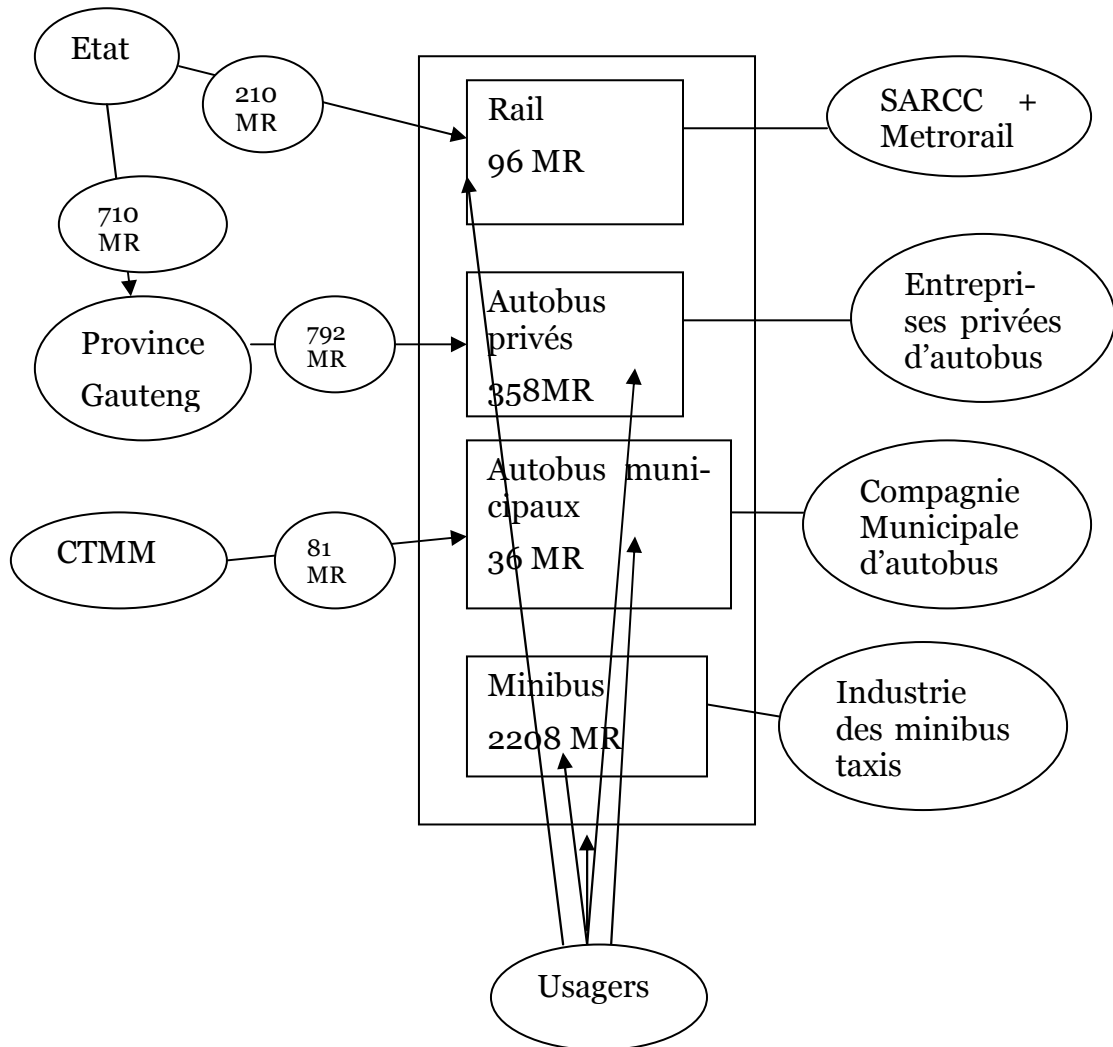 Etat
210
MR
Rail
96 MR
SARCC +
Metrorail
710
MR
Province
Gauteng
792
MR
Autobus
privés
358MR
Entrepri-
ses privées
d'autobus
CTMM
81
MR
Autobus muni-
cipaux
36 MR
Compagnie
Municipale
d'autobus
Minibus
2208 MR
Industrie
des minibus
taxis
Usagers